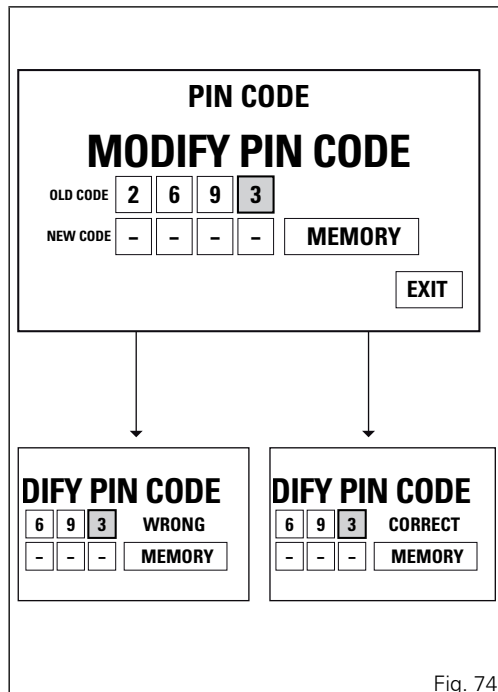 PIN CODE
MODIFY PIN CODE
OLD CODE 2 6 9 3
NEW CODE - - - - MEMORY
EXIT
DIFY PIN CODE
6 9 3 WRONG
- - - MEMORY
DIFY PIN CODE
6 9 3 CORRECT
- - - MEMORY
Fig. 74